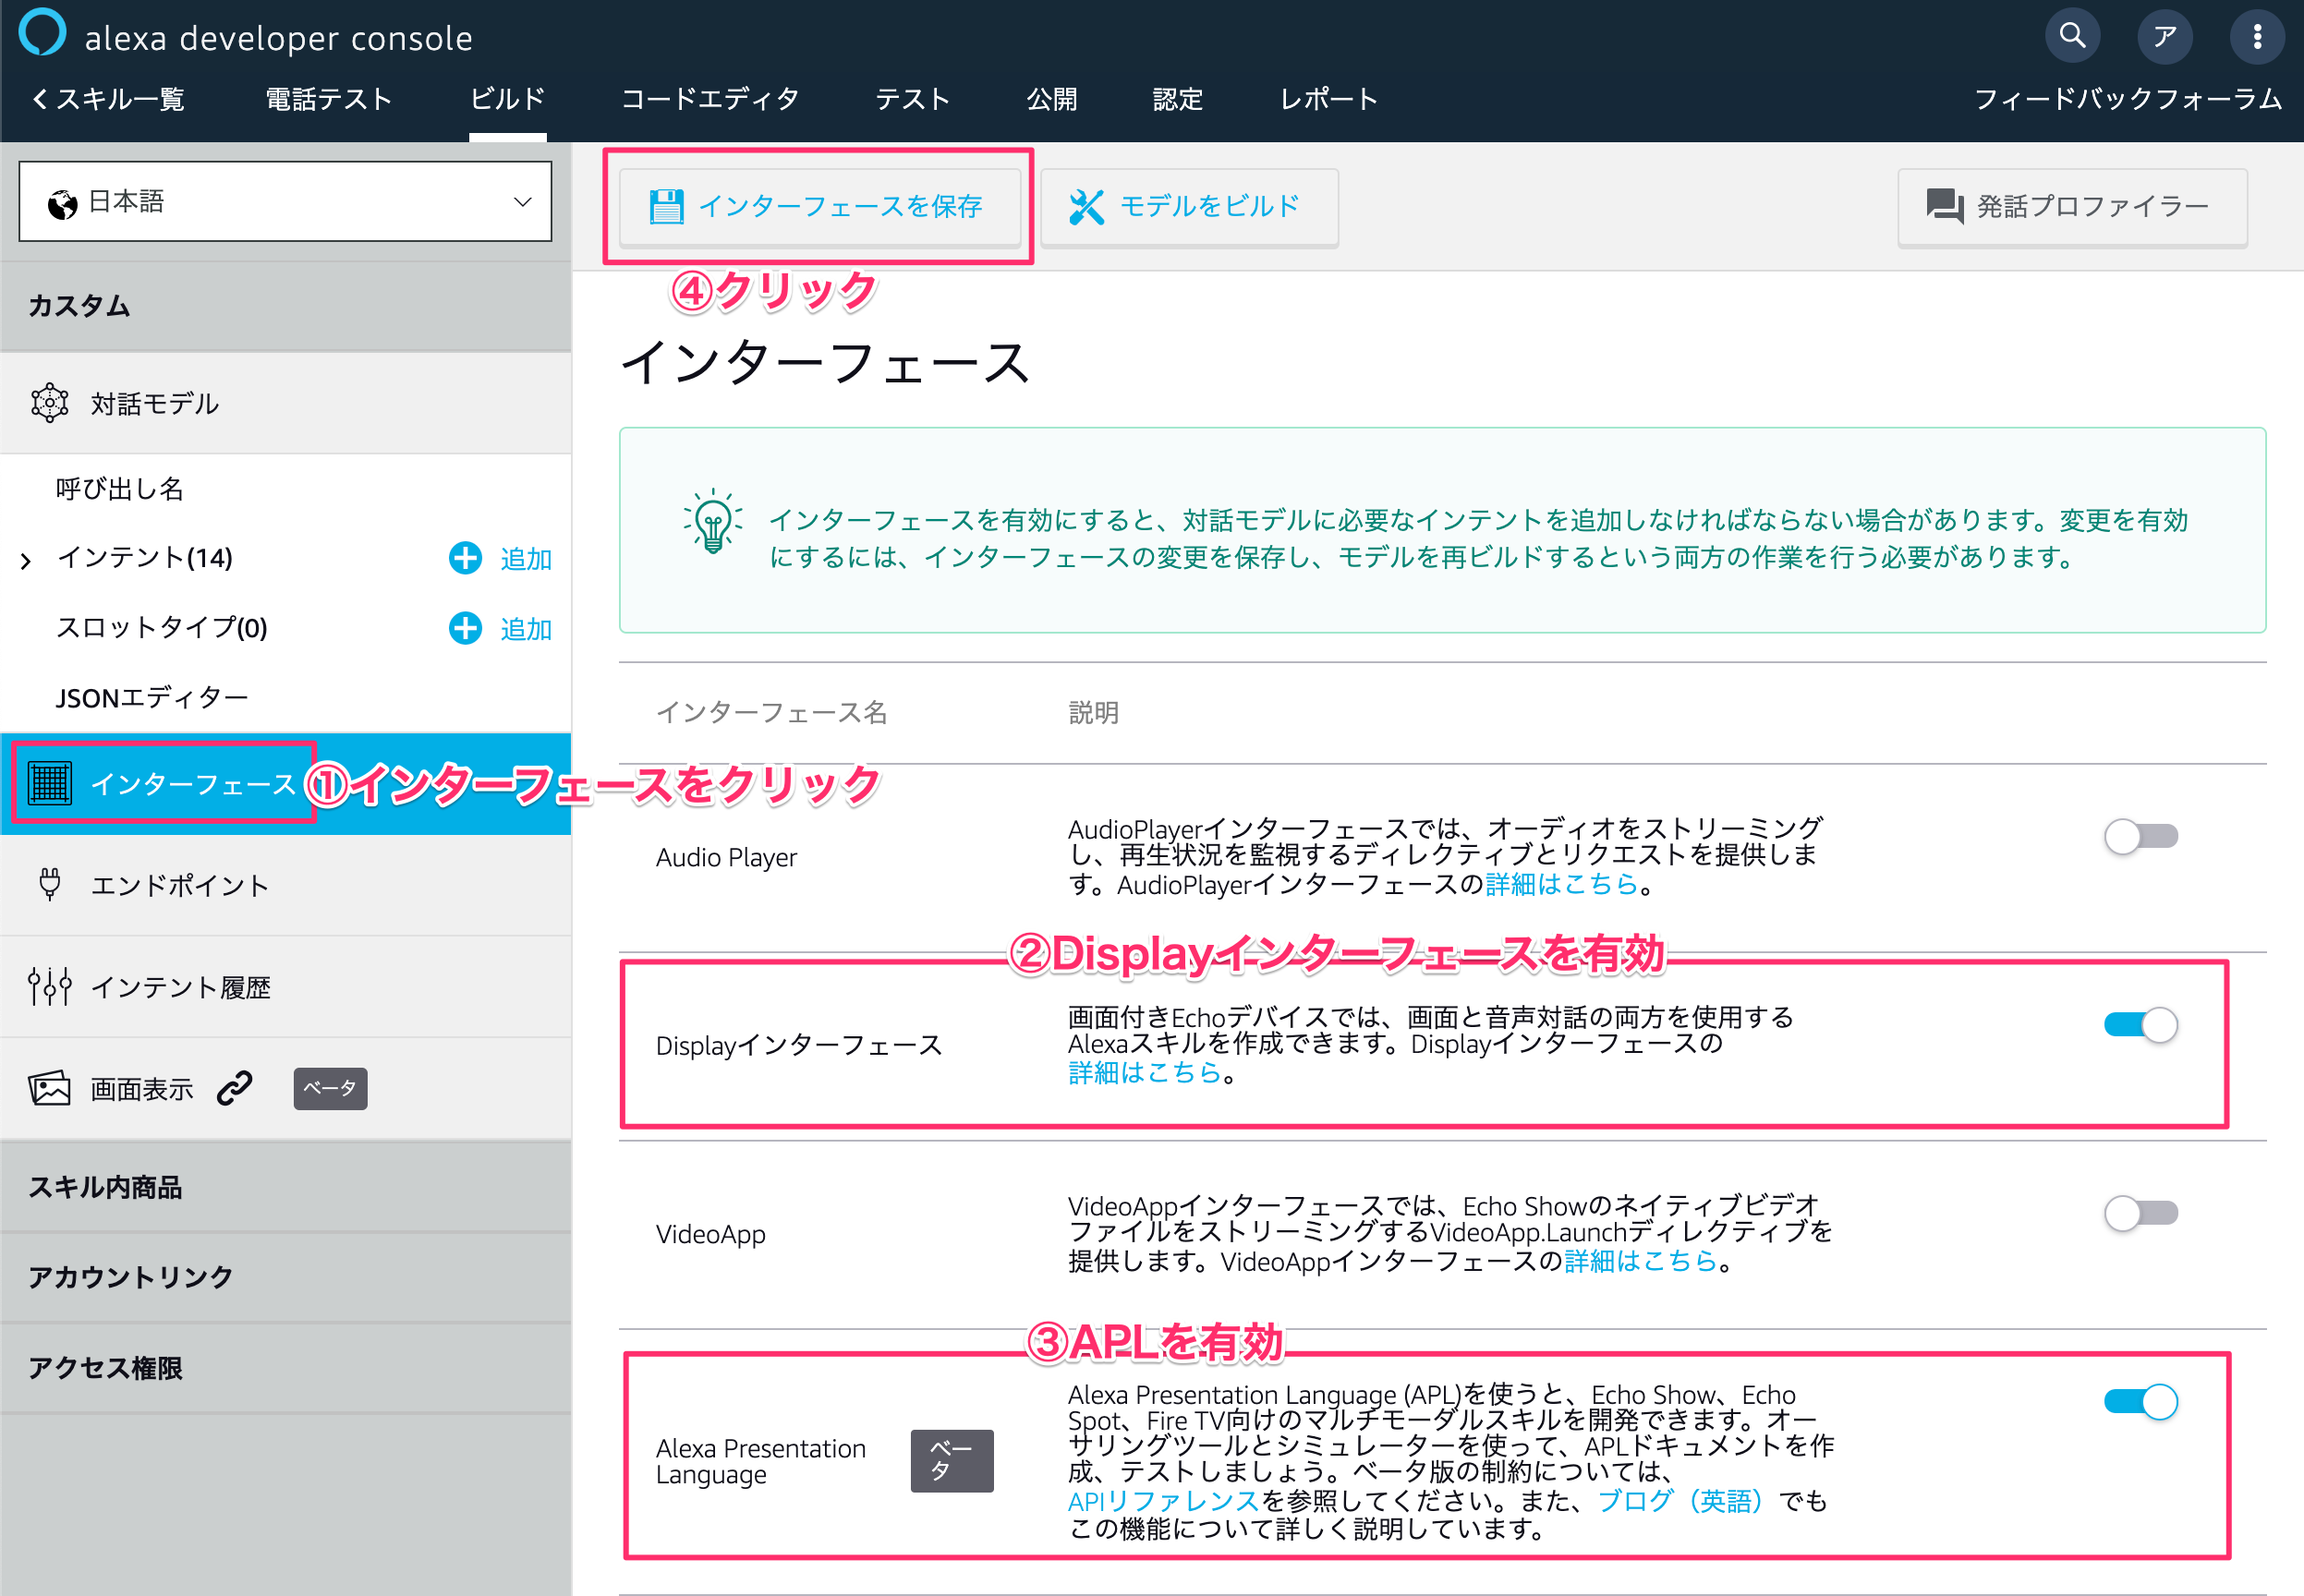 alexa developer console
ア
スキル一覧
電話テスト
ビルド
コードエディタ
テスト
公開
認定
レポート
フィードバックフォーラム
日本語
インターフェースを保存
モデルをビルド
発話プロファイラー
④クリック
カスタム
対話モデル
呼び出し名
インテント(14)
追加
スロットタイプ(0)
追加
JSONエディター
インターフェース
①インターフェースをクリック
エンドポイント
インテント履歴
画面表示
ベータ
スキル内商品
アカウントリンク
アクセス権限
インターフェース
インターフェースを有効にすると、対話モデルに必要なインテントを追加しなければならない場合があります。変更を有効
にするには、インターフェースの変更を保存し、モデルを再ビルドするという両方の作業を行う必要があります。
インターフェース名
説明
Audio Player
AudioPlayerインターフェースでは、オーディオをストリーミング
し、再生状況を監視するディレクティブとリクエストを提供しま
す。AudioPlayerインターフェースの詳細はこちら。
②Displayインターフェースを有効
Displayインターフェース
画面付きEchoデバイスでは、画面と音声対話の両方を使用する
Alexaスキルを作成できます。Displayインターフェースの
詳細はこちら。
VideoApp
VideoAppインターフェースでは、Echo Showのネイティブビデオ
ファイルをストリーミングするVideoApp.Launchディレクティブを
提供します。VideoAppインターフェースの詳細はこちら。
③APLを有効
Alexa Presentation
Language
ベー
タ
Alexa Presentation Language (APL)を使うと、Echo Show、Echo
Spot、Fire TV向けのマルチモーダルスキルを開発できます。オー
サリングツールとシミュレーターを使って、APLドキュメントを作
成、テストしましょう。ベータ版の制約については、
APIリファレンスを参照してください。また、ブログ（英語）でも
この機能について詳しく説明しています。